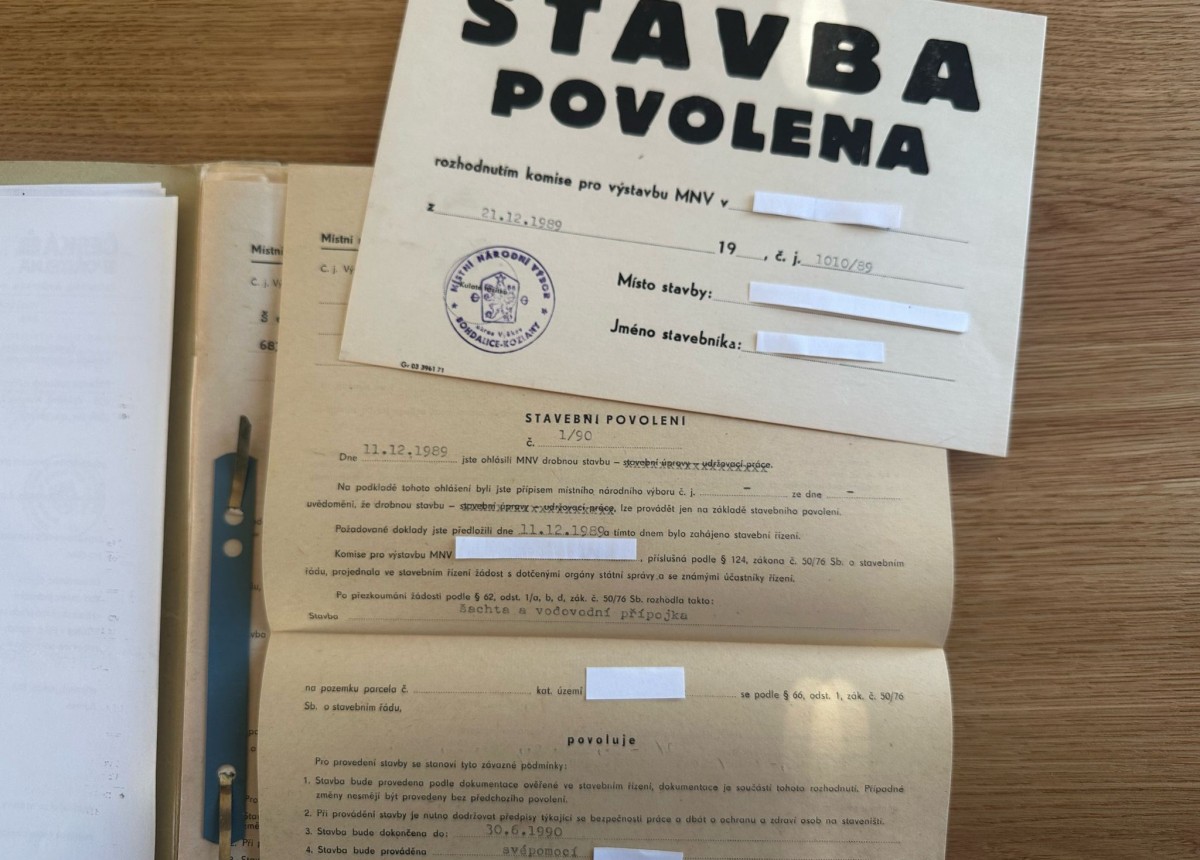 STAVBA
POVOLENA
rozhodnutím komise pro výstavbu MNV v
z 21.12.1989 19 , č. j. 1010/89
Místo stavby:
Jméno stavebníka:
MÍSTNÍ NÁRODNÍ VÝBOR
BOHDALICE-KOZLANY
Místní
č. j.
68
Místní
č. j.
STAVEBNÍ POVOLENÍ
č. 1/90
Dne 11.12.1989 jste ohlásili MNV drobnou stavbu – stavební úpravy – udržovací práce.
Na podkladě tohoto ohlášení byli jste přípisem místního národního výboru č. j. – ze dne –
uvědomění, že drobnou stavbu – stavební úpravy – udržovací práce, lze provádět jen na základě stavebního povolení.
Požadované doklady jste předložili dne 11.12.1989 a tímto dnem bylo zahájeno stavební řízení.
Komise pro výstavbu MNV , příslušná podle § 124, zákona č. 50/76 Sb. o stavebním
řádu, projednala ve stavebním řízení žádost s dotčenými orgány státní správy a se známými účastníky řízení.
Po přezkoumání žádosti podle § 62, odst. 1/a, b, d, zák. č. 50/76 Sb. rozhodla takto:
Stavba šachta a vodovodní přípojka
na pozemku parcela č. kat. území se podle § 66, odst. 1, zák. č. 50/76
Sb. o stavebním řádu,
povoluje
Pro provedení stavby se stanoví tyto závazné podmínky:
1. Stavba bude provedena podle dokumentace ověřené ve stavebním řízení, dokumentace je součástí tohoto rozhodnutí. Případné
změny nesmějí být provedeny bez předchozího povolení.
2. Při provádění stavby je nutno dodržovat předpisy týkající se bezpečnosti práce a dbát o ochranu a zdraví osob na staveništi.
3. Stavba bude dokončena do: 30.6.1990
4. Stavba bude prováděna svépomocí